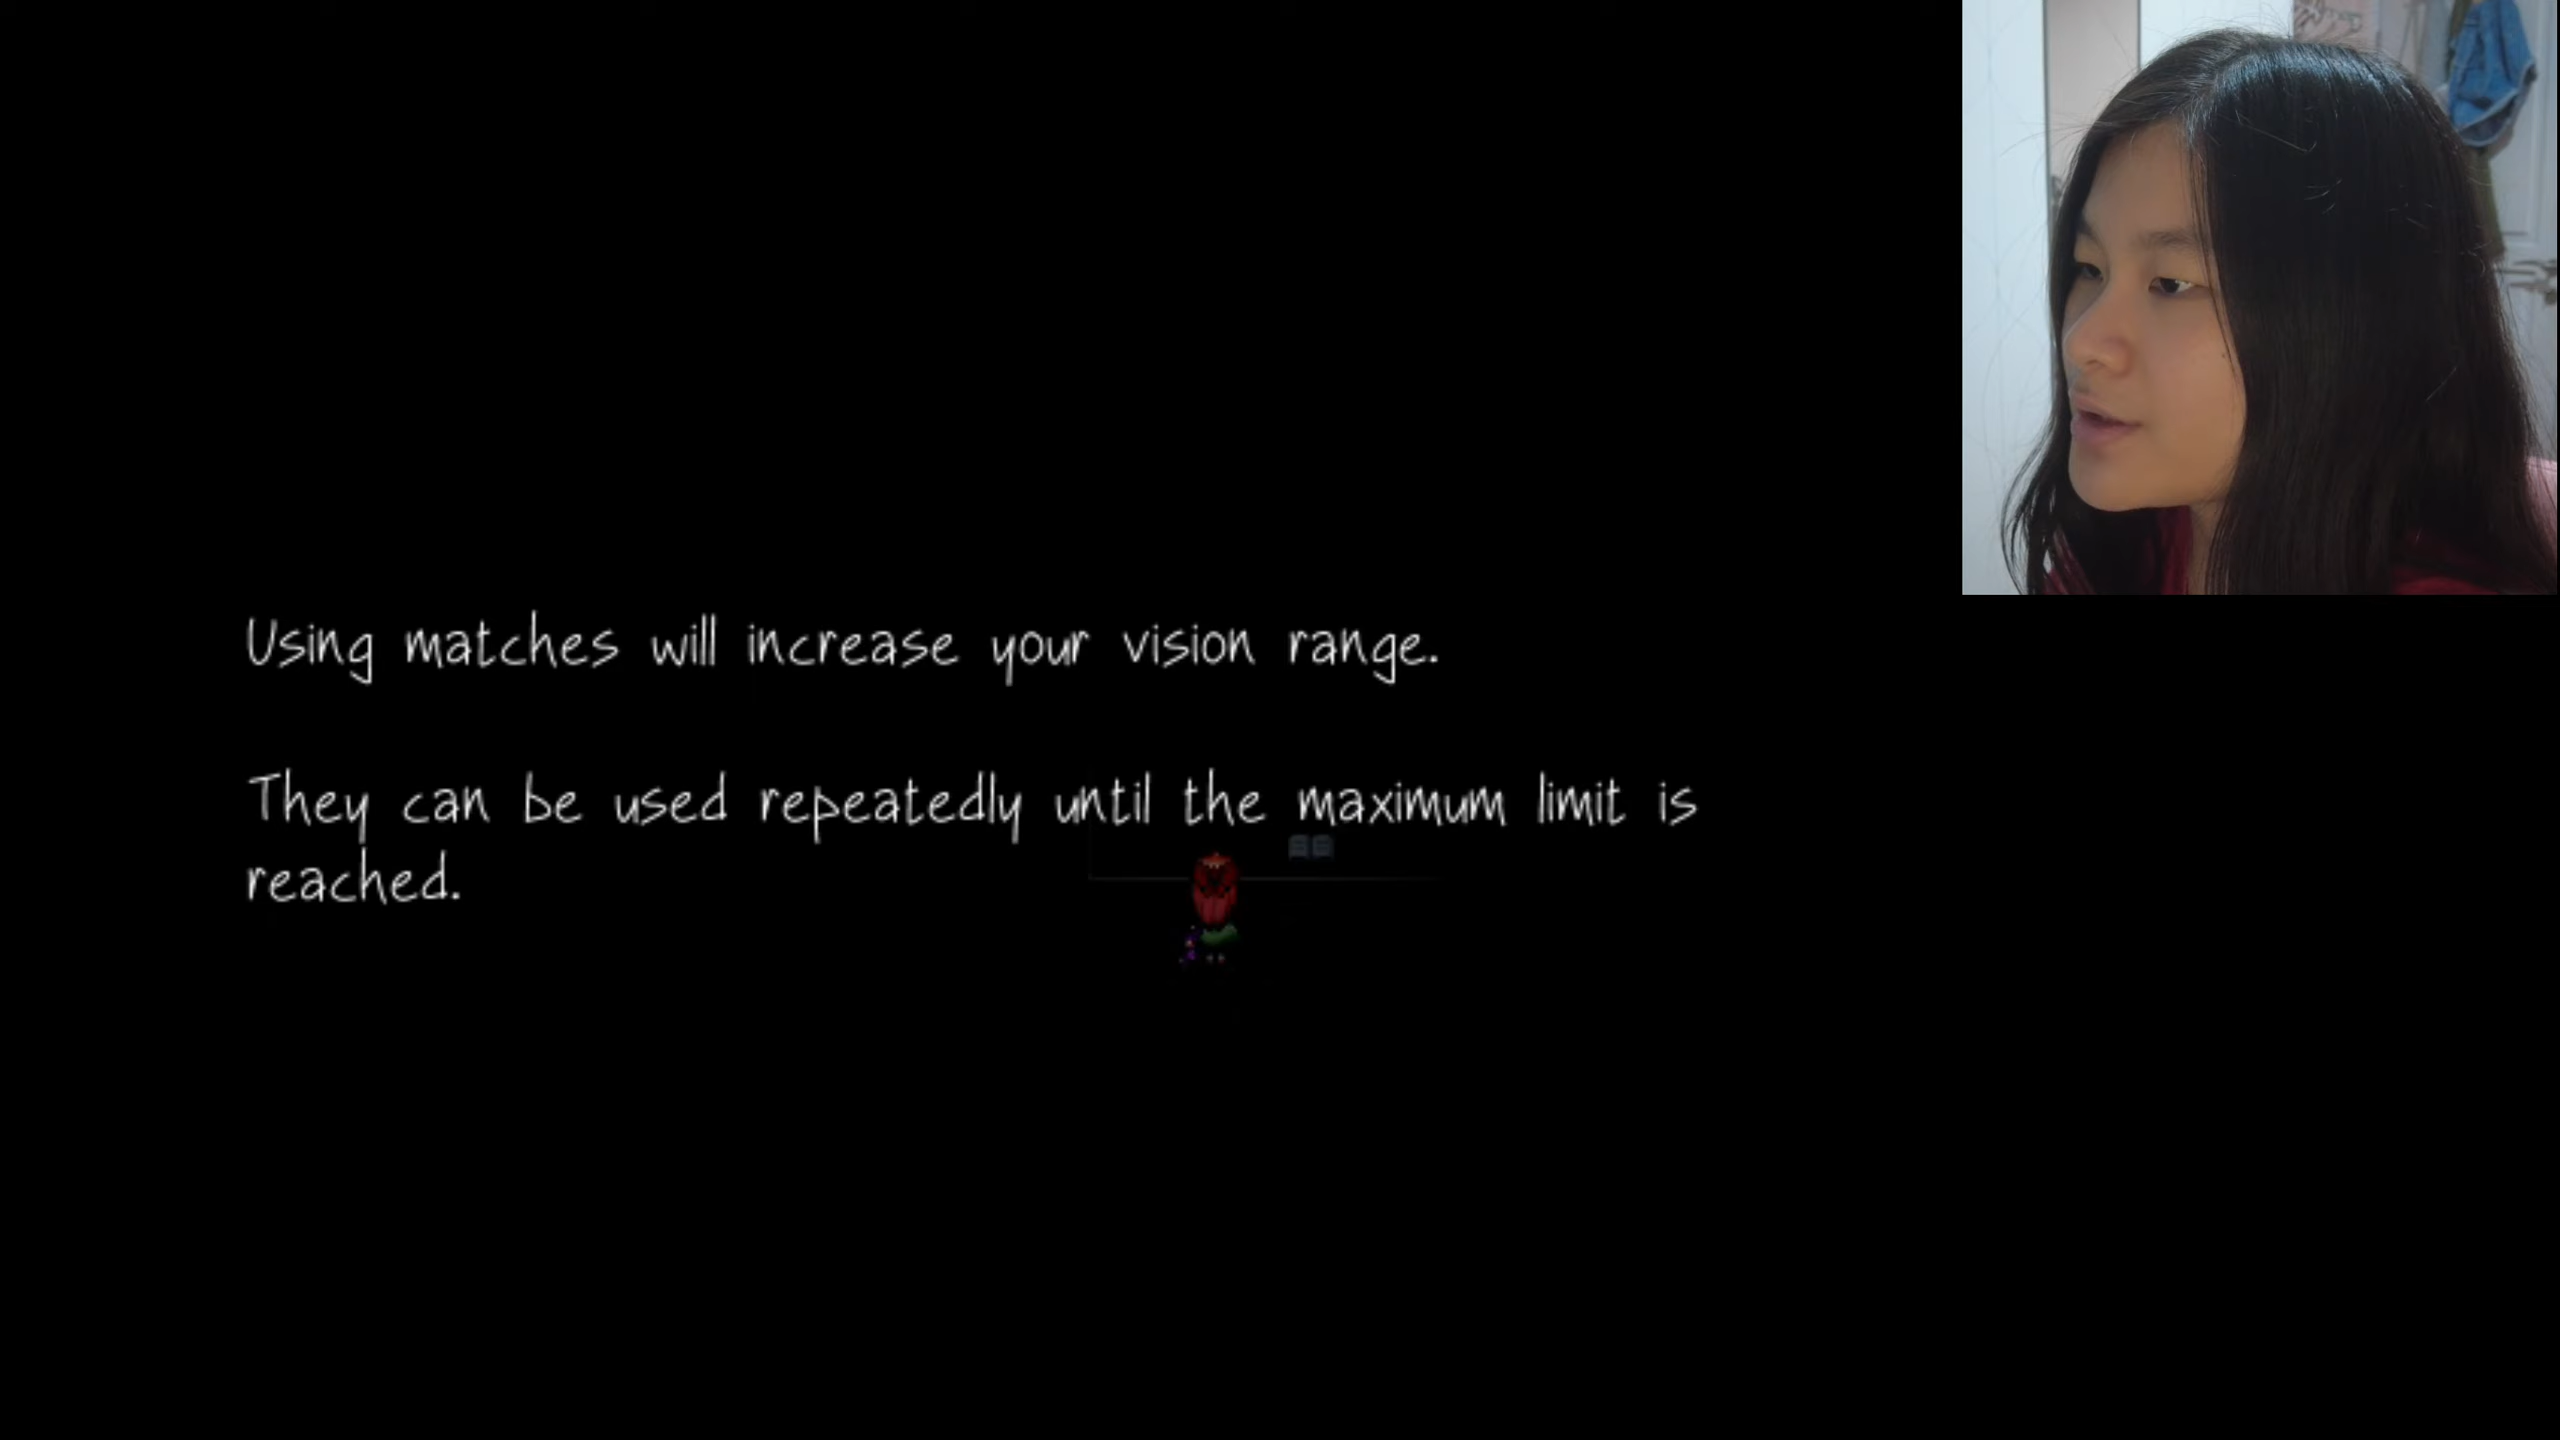 Using matches will increase your vision range.
They can be used repeatedly until the maximum limit is
reached.